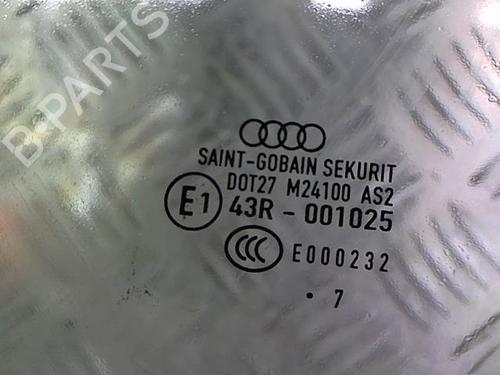 B-PARTS
SAINT-GOBAIN SEKURIT
DOT27 M24100 AS2
E1 43R - 001025
CCC E000232
. 7